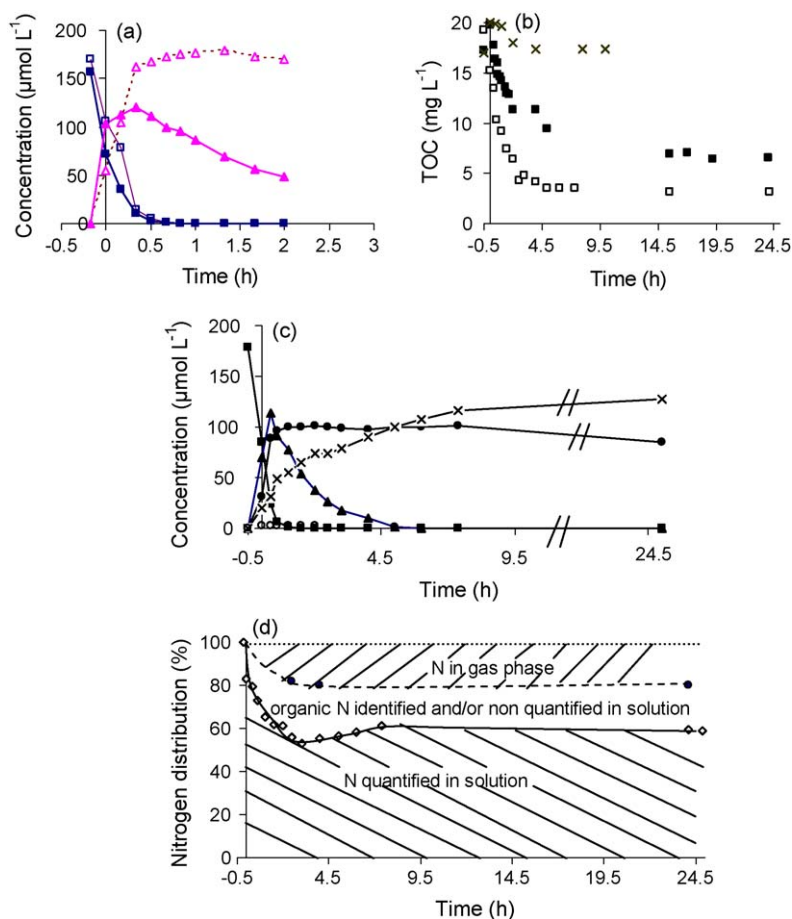 (a)
200
150
100
50
0
-0.5 0 0.5 1 1.5 2 2.5 3
Time (h)
Concentration (µmol L⁻¹)
(b)
20
15
10
5
0
-0.5 4.5 9.5 14.5 19.5 24.5
Time (h)
TOC (mg L⁻¹)
(c)
200
150
100
50
0
-0.5 4.5 9.5 24.5
Time (h)
Concentration (µmol L⁻¹)
(d)
100
80
60
40
20
0
N in gas phase
organic N identified and/or non quantified in solution
N quantified in solution
-0.5 4.5 9.5 14.5 19.5 24.5
Time (h)
Nitrogen distribution (%)